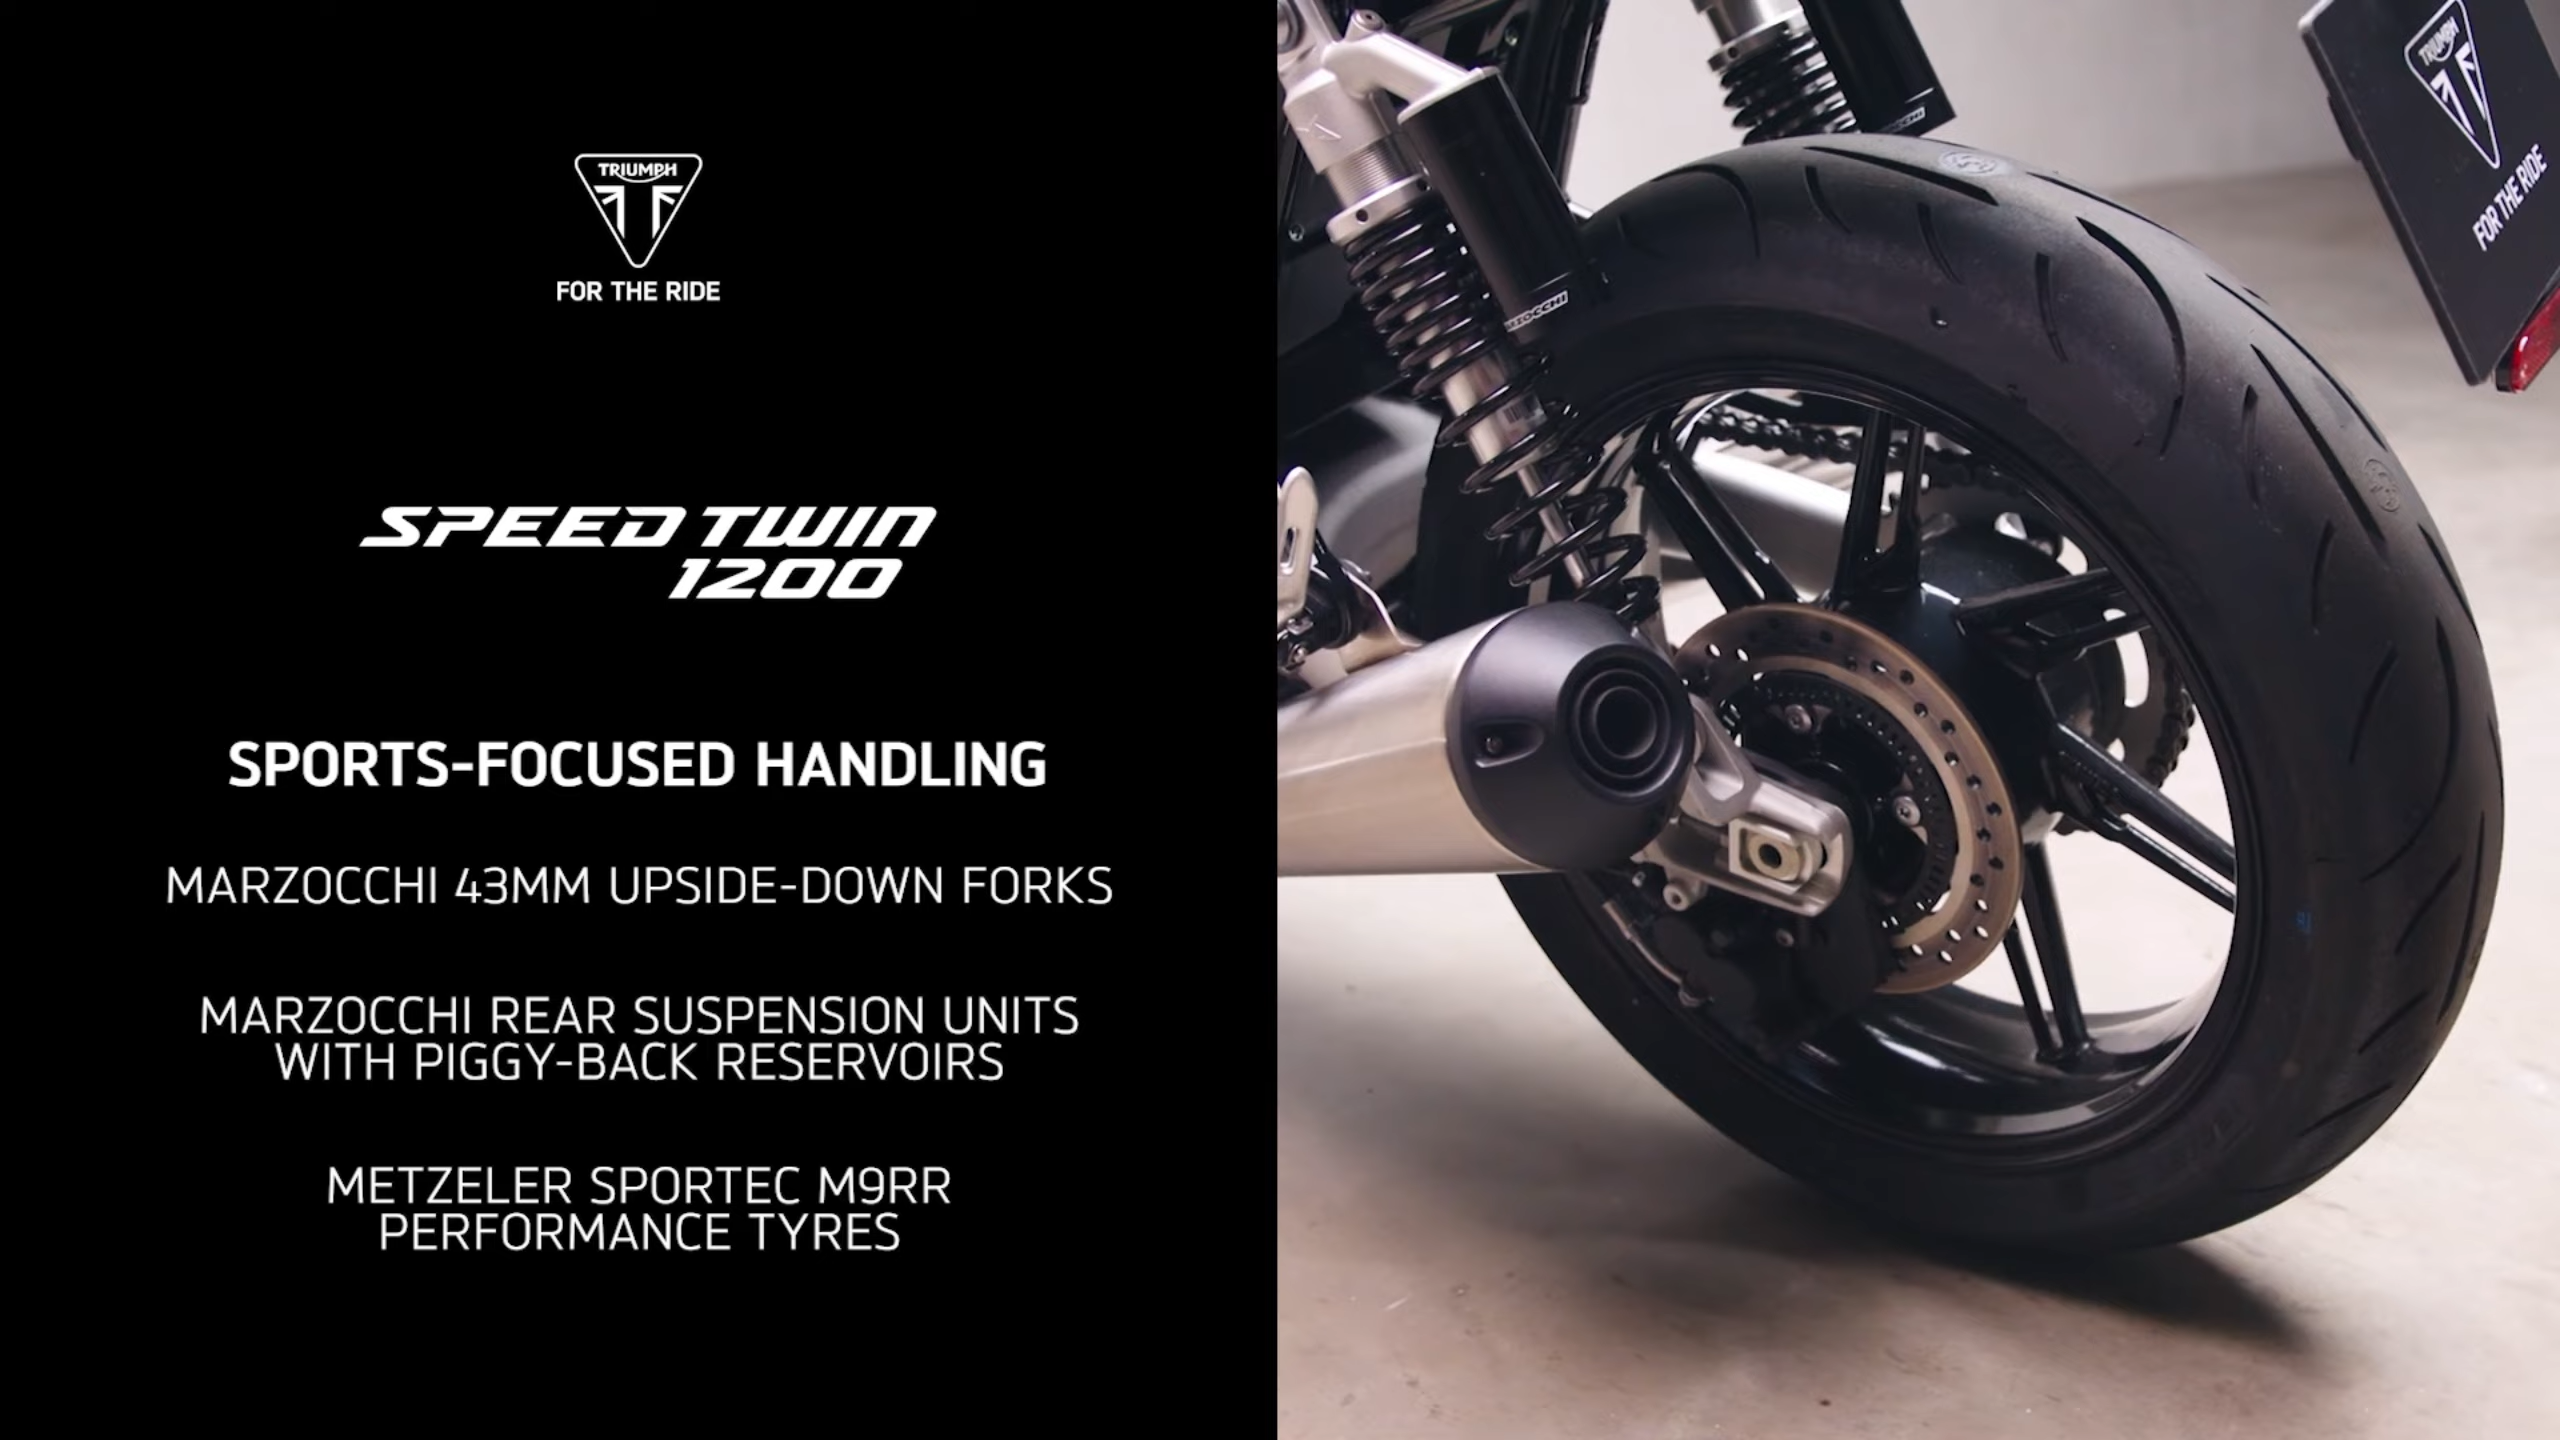 TRIUMPH
FOR THE RIDE
SPEED TWIN
1200
SPORTS-FOCUSED HANDLING
MARZOCCHI 43MM UPSIDE-DOWN FORKS
MARZOCCHI REAR SUSPENSION UNITS
WITH PIGGY-BACK RESERVOIRS
METZELER SPORTEC M9RR
PERFORMANCE TYRES
TRIUMPH
FOR THE RIDE